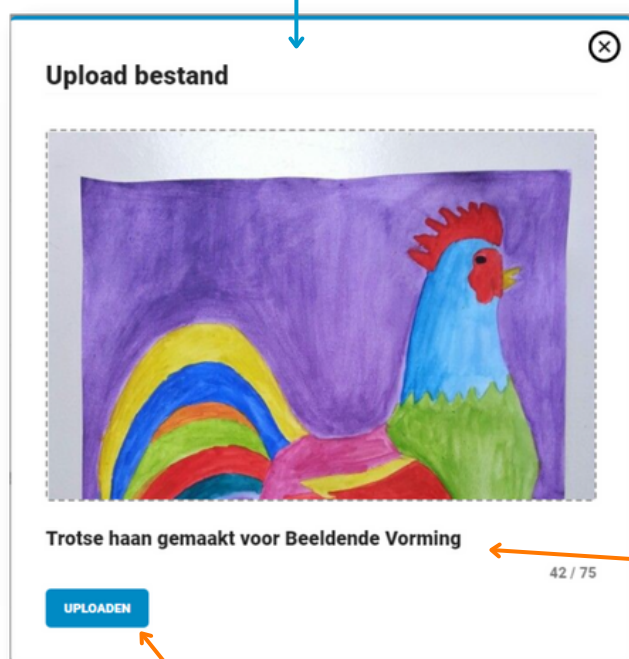 Upload bestand
Trotse haan gemaakt voor Beeldende Vorming
42 / 75
UPLOADEN